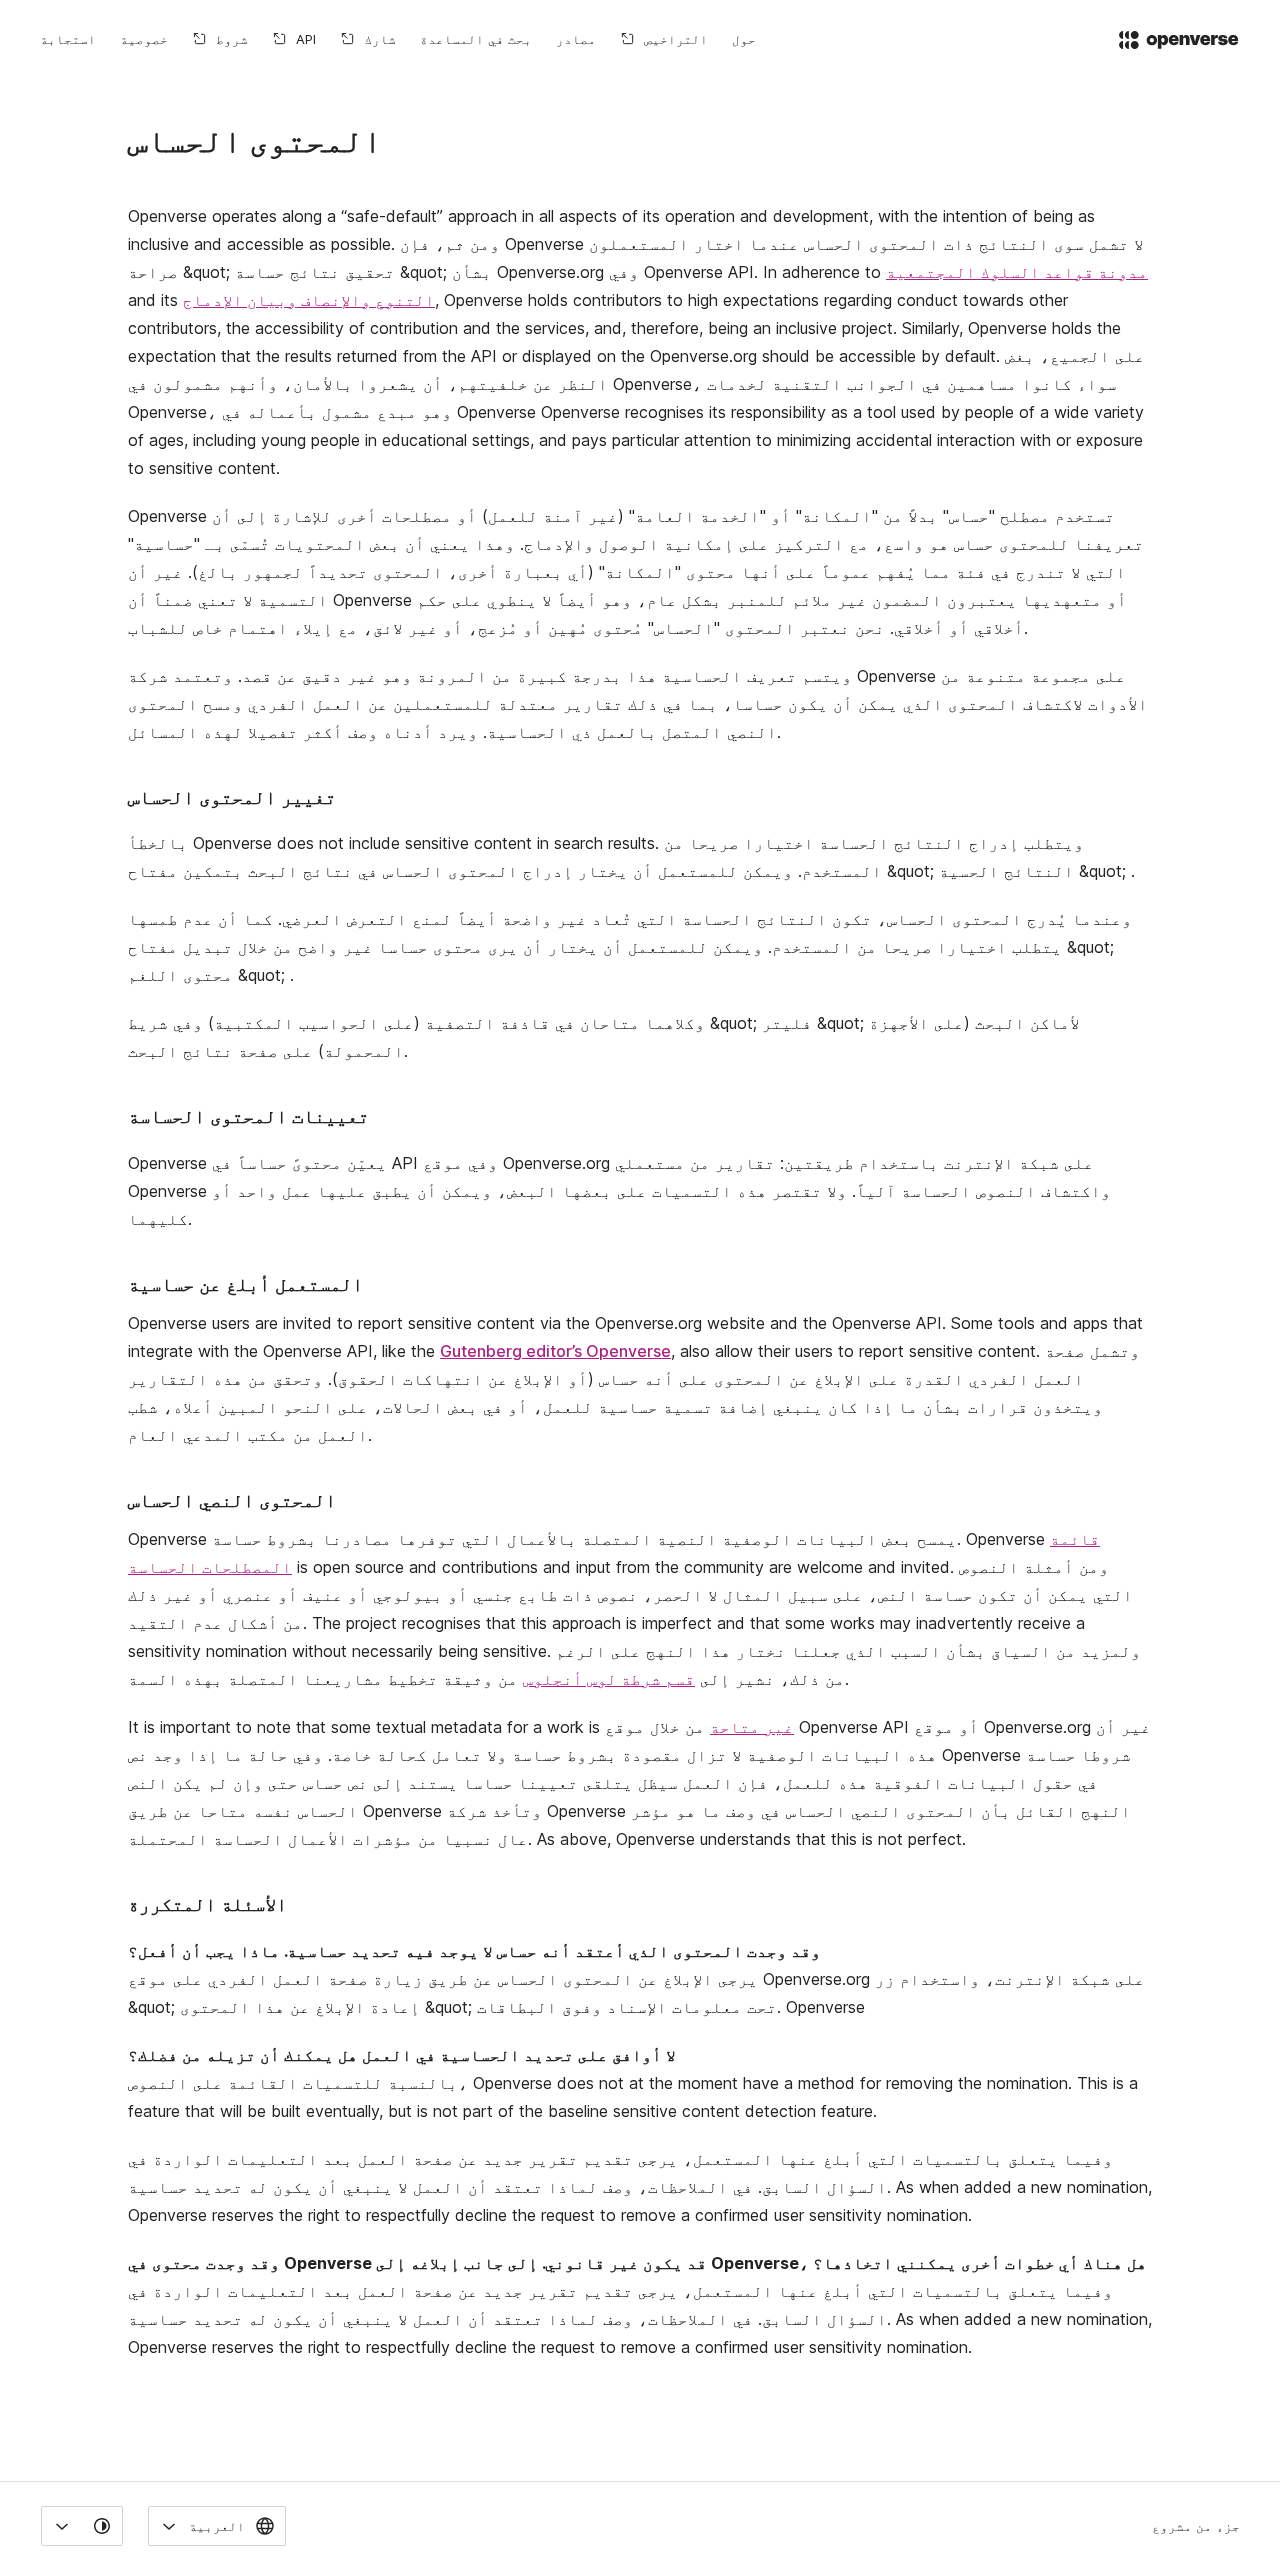 openverse
حول
التراخيص
مصادر
بحث في المساعدة
شارك
API
شروط
خصوصية
استجابة
المحتوى الحساس
Openverse operates along a “safe-default” approach in all aspects of its operation and development, with the intention of being as
inclusive and accessible as possible. ومن ثم، فإن Openverse لا تشمل سوى النتائج ذات المحتوى الحساس عندما اختار المستعملون
صراحة &quot; تحقيق نتائج حساسة &quot; بشأن Openverse.org وفي Openverse API. In adherence to مدونة قواعد السلوك المجتمعية
and its التنوع والإنصاف وبيان الإدماج, Openverse holds contributors to high expectations regarding conduct towards other
contributors, the accessibility of contribution and the services, and, therefore, being an inclusive project. Similarly, Openverse holds the
expectation that the results returned from the API or displayed on the Openverse.org should be accessible by default. على الجميع، بغض
النظر عن خلفيتهم، أن يشعروا بالأمان، وأنهم مشمولون في Openverse، سواء كانوا مساهمين في الجوانب التقنية لخدمات
Openverse، وهو مبدع مشمول بأعماله في Openverse Openverse recognises its responsibility as a tool used by people of a wide variety
of ages, including young people in educational settings, and pays particular attention to minimizing accidental interaction with or exposure
to sensitive content.
Openverse تستخدم مصطلح "حساس" بدلاً من "المكانة" أو "الخدمة العامة" (غير آمنة للعمل) أو مصطلحات أخرى للإشارة إلى أن
تعريفنا للمحتوى حساس هو واسع، مع التركيز على إمكانية الوصول والإدماج. وهذا يعني أن بعض المحتويات تُسمّى بـ "حساسية"
التي لا تندرج في فئة مما يُفهم عموماً على أنها محتوى "المكانة" (أي بعبارة أخرى، المحتوى تحديداً لجمهور بالغ). غير أن
التسمية لا تعني ضمناً أن Openverse أو متعهديها يعتبرون المضمون غير ملائم للمنبر بشكل عام، وهو أيضاً لا ينطوي على حكم
أخلاقي أو أخلاقي. نحن نعتبر المحتوى "الحساس" مُحتوى مُهين أو مُزعج، أو غير لائق، مع إيلاء اهتمام خاص للشباب.
ويتسم تعريف الحساسية هذا بدرجة كبيرة من المرونة وهو غير دقيق عن قصد. وتعتمد شركة Openverse على مجموعة متنوعة من
الأدوات لاكتشاف المحتوى الذي يمكن أن يكون حساسا، بما في ذلك تقارير معتدلة للمستعملين عن العمل الفردي ومسح المحتوى
النصي المتصل بالعمل ذي الحساسية. ويرد أدناه وصف أكثر تفصيلا لهذه المسائل.
تغيير المحتوى الحساس
بالخطأ Openverse does not include sensitive content in search results. ويتطلب إدراج النتائج الحساسة اختيارا صريحا من
المستخدم. ويمكن للمستعمل أن يختار إدراج المحتوى الحساس في نتائج البحث بتمكين مفتاح &quot; النتائج الحسية &quot; .
وعندما يُدرج المحتوى الحساس، تكون النتائج الحساسة التي تُعاد غير واضحة أيضاً لمنع التعرض العرضي. كما أن عدم طمسها
يتطلب اختيارا صريحا من المستخدم. ويمكن للمستعمل أن يختار أن يرى محتوى حساسا غير واضح من خلال تبديل مفتاح &quot;
محتوى اللغم &quot; .
وكلاهما متاحان في قاذفة التصفية (على الحواسيب المكتبية) وفي شريط &quot; فليتر &quot; لأماكن البحث (على الأجهزة
المحمولة) على صفحة نتائج البحث.
تعيينات المحتوى الحساسة
Openverse يعيّن محتوىً حساساً في API وفي موقع Openverse.org على شبكة الإنترنت باستخدام طريقتين: تقارير من مستعملي
Openverse واكتشاف النصوص الحساسة آلياً. ولا تقتصر هذه التسميات على بعضها البعض، ويمكن أن يطبق عليها عمل واحد أو
كليهما.
المستعمل أبلغ عن حساسية
Openverse users are invited to report sensitive content via the Openverse.org website and the Openverse API. Some tools and apps that
integrate with the Openverse API, like the Gutenberg editor’s Openverse, also allow their users to report sensitive content. وتشمل صفحة
العمل الفردي القدرة على الإبلاغ عن المحتوى على أنه حساس (أو الإبلاغ عن انتهاكات الحقوق). وتحقق من هذه التقارير
ويتخذون قرارات بشأن ما إذا كان ينبغي إضافة تسمية حساسية للعمل، أو في بعض الحالات، على النحو المبين أعلاه، شطب
العمل من مكتب المدعي العام.
المحتوى النصي الحساس
Openverse يمسح بعض البيانات الوصفية النصية المتصلة بالأعمال التي توفرها مصادرنا بشروط حساسة. Openverse قائمة
المصطلحات الحساسة is open source and contributions and input from the community are welcome and invited. ومن أمثلة النصوص
التي يمكن أن تكون حساسة النص، على سبيل المثال لا الحصر، نصوص ذات طابع جنسي أو بيولوجي أو عنيف أو عنصري أو غير ذلك
من أشكال عدم التقيد. The project recognises that this approach is imperfect and that some works may inadvertently receive a
sensitivity nomination without necessarily being sensitive. ولمزيد من السياق بشأن السبب الذي جعلنا نختار هذا النهج على الرغم
من ذلك، نشير إلى قسم شرطة لوس أنجلوس من وثيقة تخطيط مشاريعنا المتصلة بهذه السمة.
It is important to note that some textual metadata for a work is غير متاحة من خلال موقع Openverse API أو موقع Openverse.org غير أن
هذه البيانات الوصفية لا تزال مقصودة بشروط حساسة ولا تعامل كحالة خاصة. وفي حالة ما إذا وجد نص Openverse شروطا حساسة
في حقول البيانات الفوقية هذه للعمل، فإن العمل سيظل يتلقى تعيينا حساسا يستند إلى نص حساس حتى وإن لم يكن النص
الحساس نفسه متاحا عن طريق Openverse وتأخذ شركة Openverse النهج القائل بأن المحتوى النصي الحساس في وصف ما هو مؤشر
عال نسبيا من مؤشرات الأعمال الحساسة المحتملة. As above, Openverse understands that this is not perfect.
الأسئلة المتكررة
وقد وجدت المحتوى الذي أعتقد أنه حساس لا يوجد فيه تحديد حساسية. ماذا يجب أن أفعل؟
يرجى الإبلاغ عن المحتوى الحساس عن طريق زيارة صفحة العمل الفردي على موقع Openverse.org على شبكة الإنترنت، واستخدام زر
&quot; إعادة الإبلاغ عن هذا المحتوى &quot; تحت معلومات الإسناد وفوق البطاقات. Openverse
لا أوافق على تحديد الحساسية في العمل هل يمكنك أن تزيله من فضلك؟
بالنسبة للتسميات القائمة على النصوص، Openverse does not at the moment have a method for removing the nomination. This is a
feature that will be built eventually, but is not part of the baseline sensitive content detection feature.
وفيما يتعلق بالتسميات التي أبلغ عنها المستعمل، يرجى تقديم تقرير جديد عن صفحة العمل بعد التعليمات الواردة في
السؤال السابق. في الملاحظات، وصف لماذا تعتقد أن العمل لا ينبغي أن يكون له تحديد حساسية. As when added a new nomination,
Openverse reserves the right to respectfully decline the request to remove a confirmed user sensitivity nomination.
وقد وجدت محتوى في Openverse قد يكون غير قانوني. إلى جانب إبلاغه إلى Openverse، هل هناك أي خطوات أخرى يمكنني اتخاذها؟
وفيما يتعلق بالتسميات التي أبلغ عنها المستعمل، يرجى تقديم تقرير جديد عن صفحة العمل بعد التعليمات الواردة في
السؤال السابق. في الملاحظات، وصف لماذا تعتقد أن العمل لا ينبغي أن يكون له تحديد حساسية. As when added a new nomination,
Openverse reserves the right to respectfully decline the request to remove a confirmed user sensitivity nomination.
جزء من مشروع
العربية